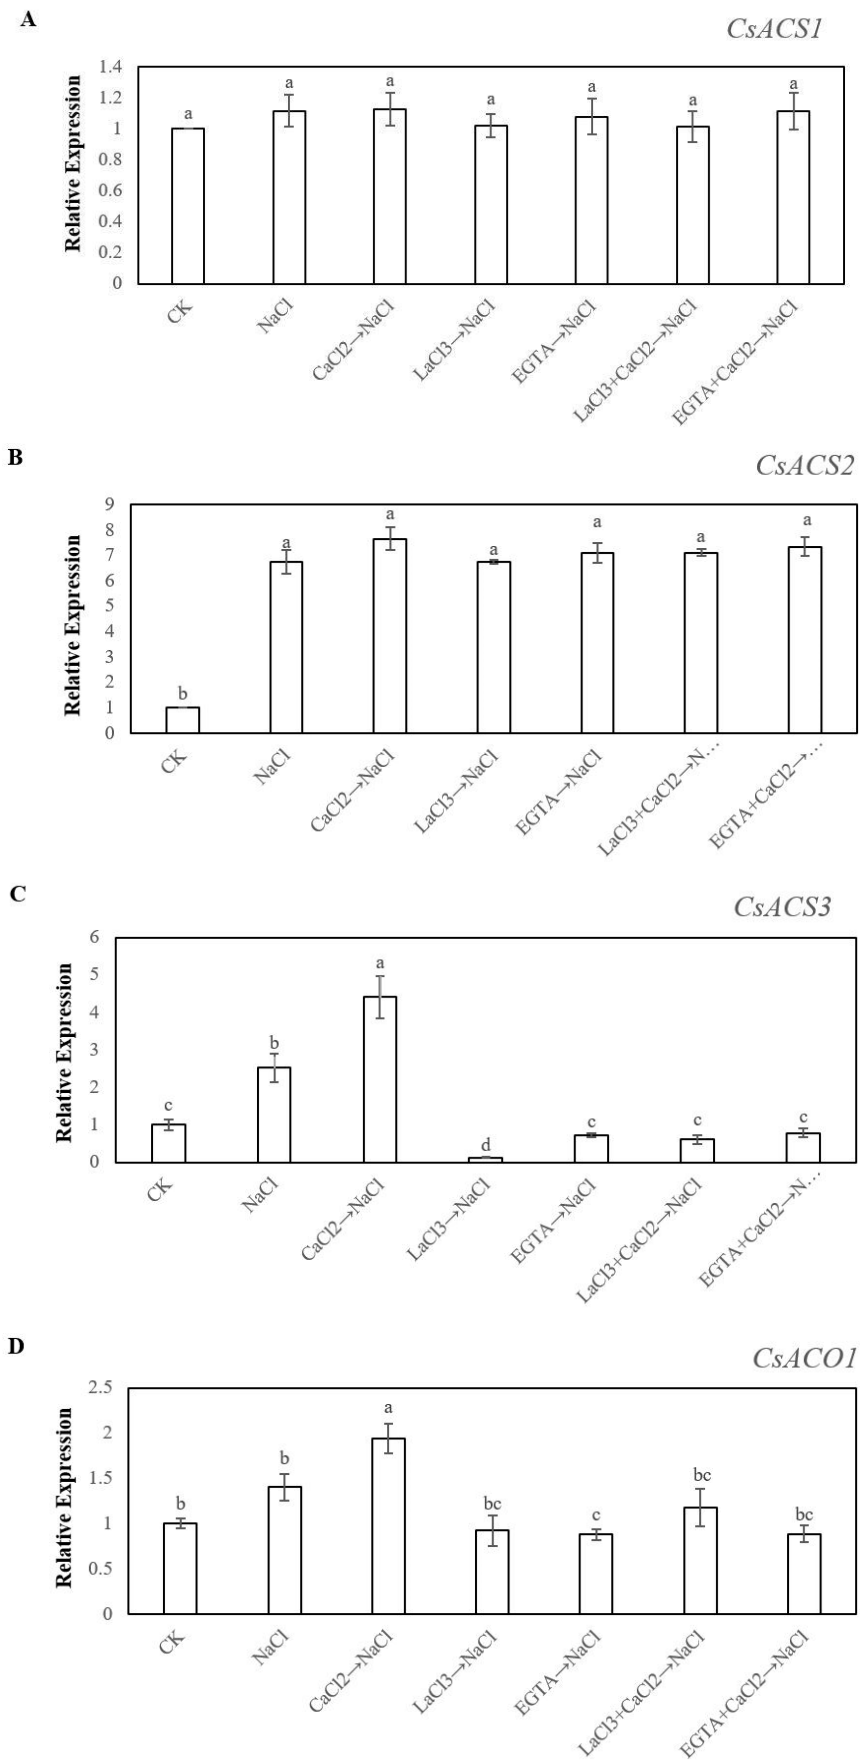 A
CsACS1
Relative Expression
1.4
1.2
1
0.8
0.6
0.4
0.2
0
a
a
a
a
a
a
a
CK
NaCl
CaCl2→NaCl
LaCl3→NaCl
EGTA→NaCl
LaCl3+CaCl2→NaCl
EGTA+CaCl2→NaCl
B
CsACS2
Relative Expression
9
8
7
6
5
4
3
2
1
0
b
a
a
a
a
a
a
CK
NaCl
CaCl2→NaCl
LaCl3→NaCl
EGTA→NaCl
LaCl3+CaCl2→N…
EGTA+CaCl2→…
C
CsACS3
Relative Expression
6
5
4
3
2
1
0
c
b
a
d
c
c
c
CK
NaCl
CaCl2→NaCl
LaCl3→NaCl
EGTA→NaCl
LaCl3+CaCl2→NaCl
EGTA+CaCl2→N…
D
CsACO1
Relative Expression
2.5
2
1.5
1
0.5
0
b
b
a
bc
c
bc
bc
CK
NaCl
CaCl2→NaCl
LaCl3→NaCl
EGTA→NaCl
LaCl3+CaCl2→NaCl
EGTA+CaCl2→NaCl